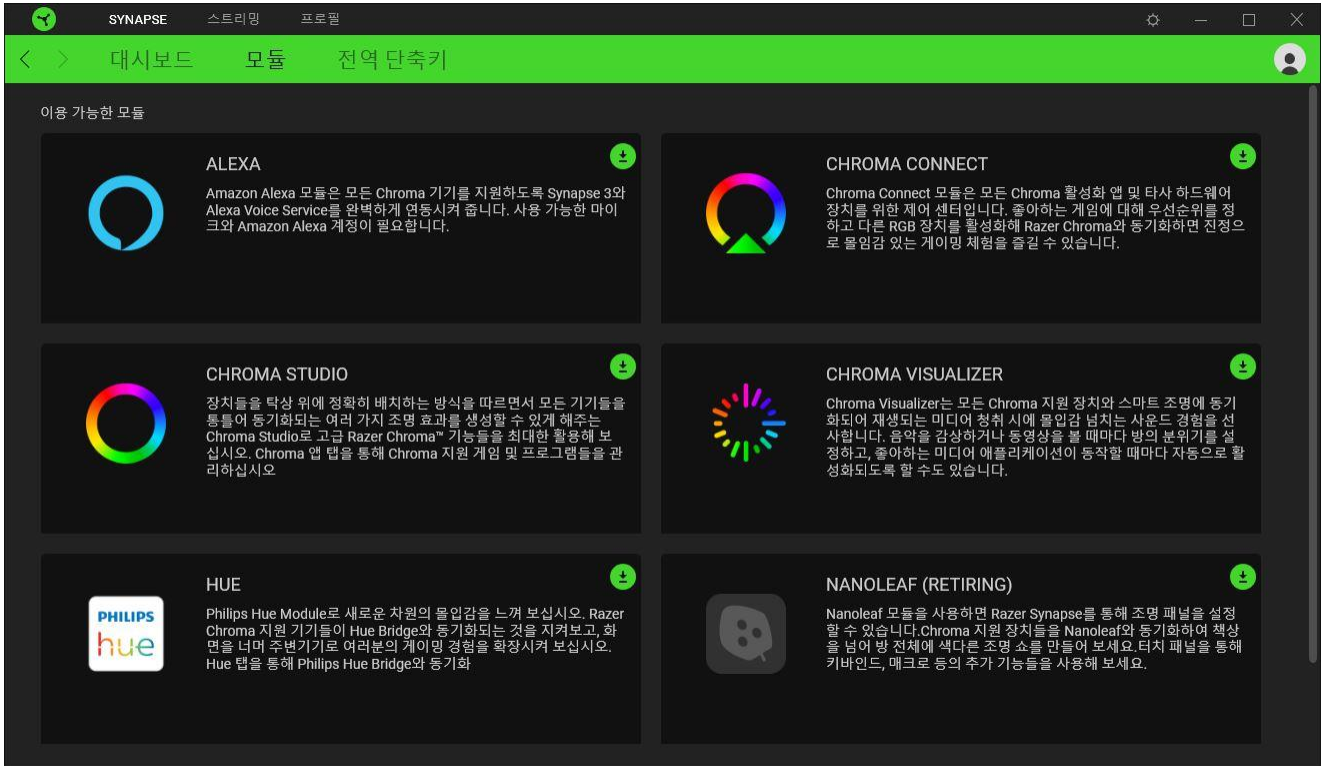 SYNAPSE 스트리밍 프로필
대시보드 모듈 전역 단축키
이용 가능한 모듈
ALEXA
Amazon Alexa 모듈은 모든 Chroma 기기를 지원하도록 Synapse 3와
Alexa Voice Service를 완벽하게 연동시켜 줍니다. 사용 가능한 마이
크와 Amazon Alexa 계정이 필요합니다.
CHROMA CONNECT
Chroma Connect 모듈은 모든 Chroma 활성화 앱 및 타사 하드웨어
장치를 위한 제어 센터입니다. 좋아하는 게임에 대해 우선순위를 정
하고 다른 RGB 장치를 활성화해 Razer Chroma와 동기화하면 진정으
로 몰입감 있는 게이밍 체험을 즐길 수 있습니다.
CHROMA STUDIO
장치들을 탁상 위에 정확히 배치하는 방식을 따르면서 모든 기기들을
통틀어 동기화되는 여러 가지 조명 효과를 생성할 수 있게 해주는
Chroma Studio로 고급 Razer Chroma™ 기능들을 최대한 활용해 보
십시오. Chroma 앱 탭을 통해 Chroma 지원 게임 및 프로그램들을 관
리하십시오
CHROMA VISUALIZER
Chroma Visualizer는 모든 Chroma 지원 장치와 스마트 조명에 동기
화되어 재생되는 미디어 청취 시에 몰입감 넘치는 사운드 경험을 선
사합니다. 음악을 감상하거나 동영상을 볼 때마다 방의 분위기를 설
정하고, 좋아하는 미디어 애플리케이션이 동작할 때마다 자동으로 활
성화되도록 할 수도 있습니다.
PHILIPS
hue
HUE
Philips Hue Module로 새로운 차원의 몰입감을 느껴 보십시오. Razer
Chroma 지원 기기들이 Hue Bridge와 동기화되는 것을 지켜보고, 화
면을 너머 주변기기로 여러분의 게이밍 경험을 확장시켜 보십시오.
Hue 탭을 통해 Philips Hue Bridge와 동기화
NANOLEAF (RETIRING)
Nanoleaf 모듈을 사용하면 Razer Synapse를 통해 조명 패널을 설정
할 수 있습니다.Chroma 지원 장치들을 Nanoleaf와 동기화하여 책상
을 넘어 방 전체에 색다른 조명 쇼를 만들어 보세요.터치 패널을 통해
키바인드, 매크로 등의 추가 기능들을 사용해 보세요.